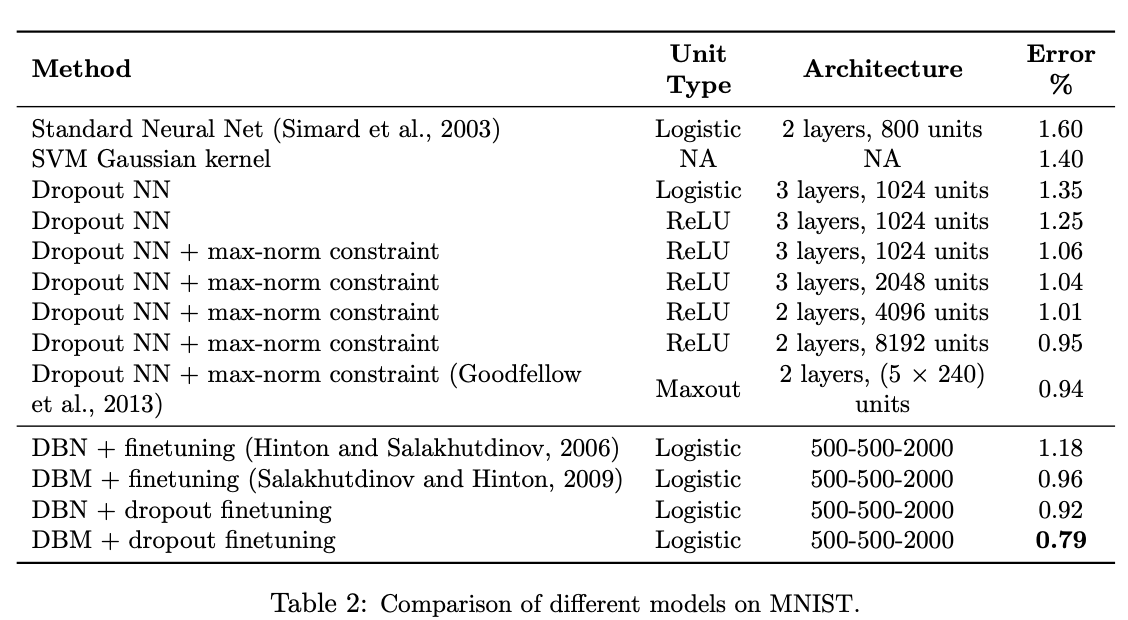 Method Unit Type Architecture Error %
Standard Neural Net (Simard et al., 2003) Logistic 2 layers, 800 units 1.60
SVM Gaussian kernel NA NA 1.40
Dropout NN Logistic 3 layers, 1024 units 1.35
Dropout NN ReLU 3 layers, 1024 units 1.25
Dropout NN + max-norm constraint ReLU 3 layers, 1024 units 1.06
Dropout NN + max-norm constraint ReLU 3 layers, 2048 units 1.04
Dropout NN + max-norm constraint ReLU 2 layers, 4096 units 1.01
Dropout NN + max-norm constraint ReLU 2 layers, 8192 units 0.95
Dropout NN + max-norm constraint (Goodfellow et al., 2013) Maxout 2 layers, (5 × 240) units 0.94
DBN + finetuning (Hinton and Salakhutdinov, 2006) Logistic 500-500-2000 1.18
DBM + finetuning (Salakhutdinov and Hinton, 2009) Logistic 500-500-2000 0.96
DBN + dropout finetuning Logistic 500-500-2000 0.92
DBM + dropout finetuning Logistic 500-500-2000 0.79
Table 2: Comparison of different models on MNIST.